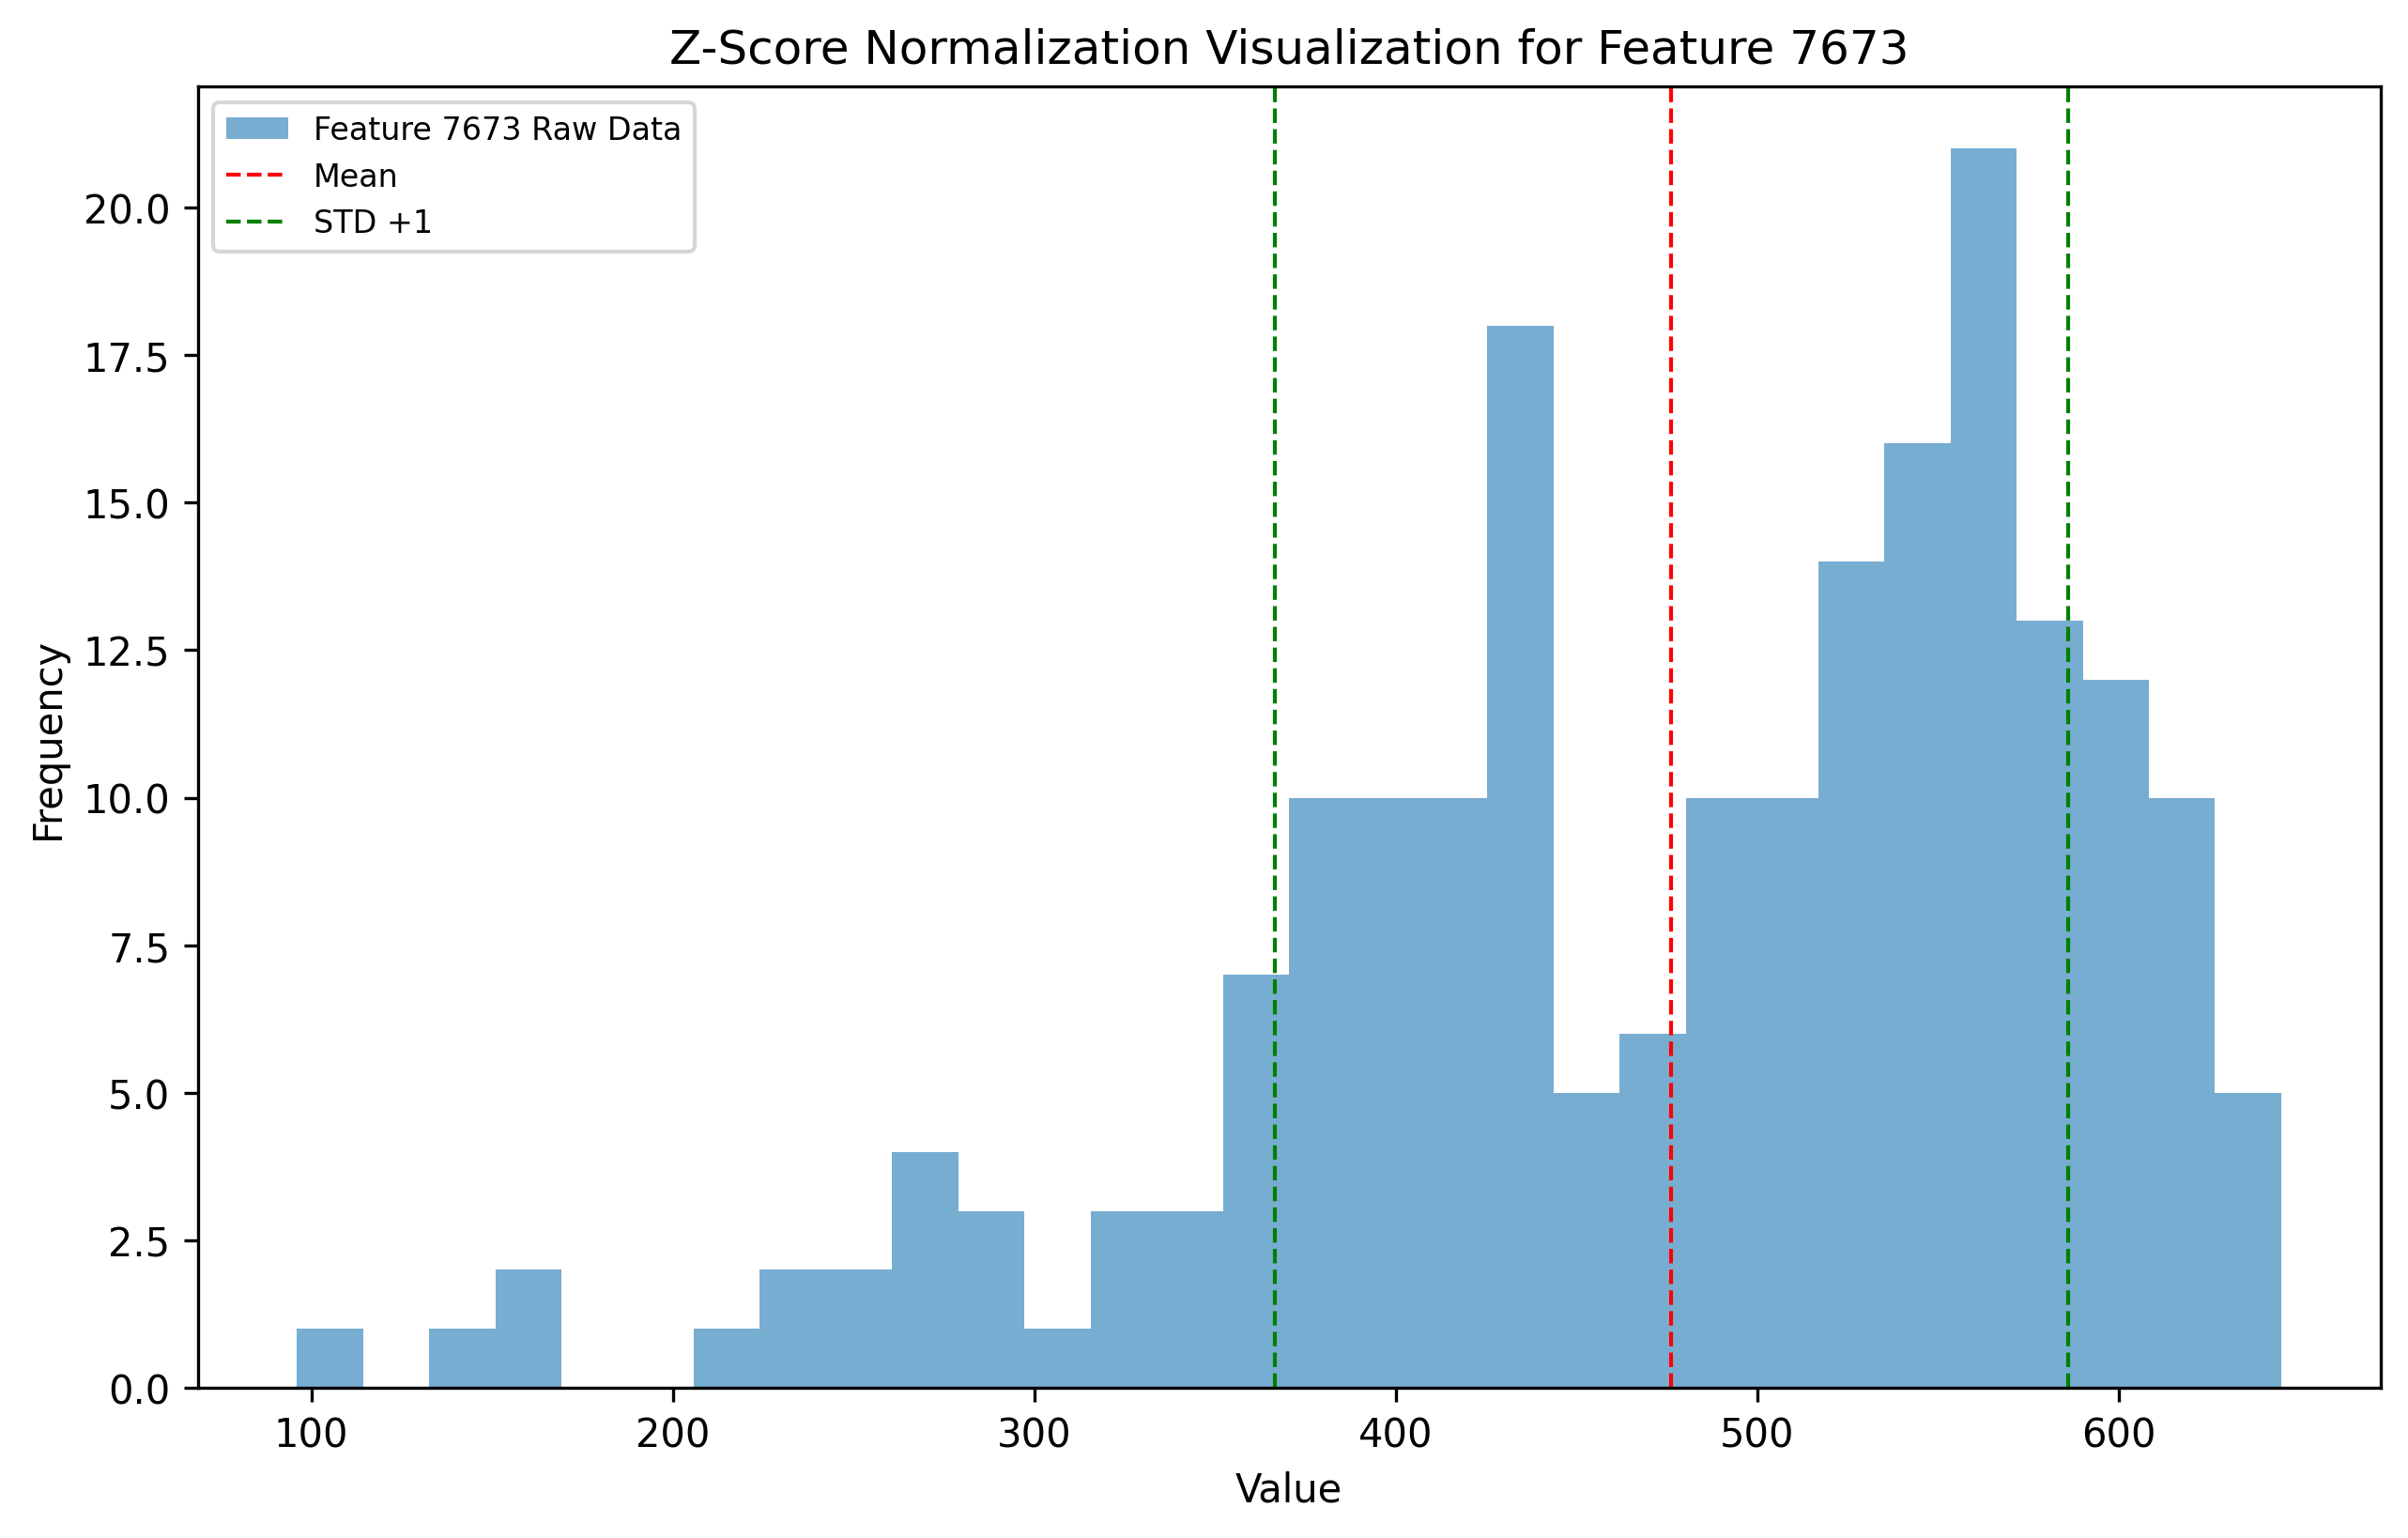 Z-Score Normalization Visualization for Feature 7673
Feature 7673 Raw Data
Mean
STD +1
20.0
17.5
15.0
12.5
10.0
7.5
5.0
2.5
0.0
Frequency
100 200 300 400 500 600
Value